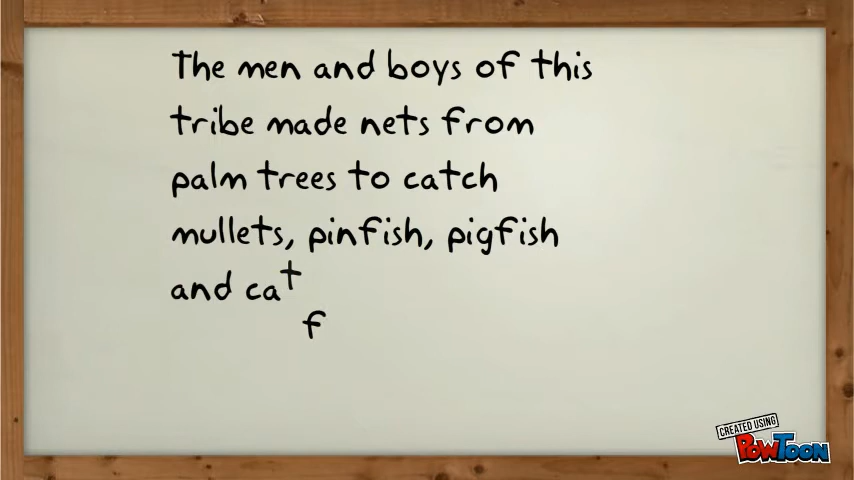 The men and boys of this
tribe made nets from
palm trees to catch
mullets, pinfish, pigfish
and cat
f
CREATED USING
POWTOON